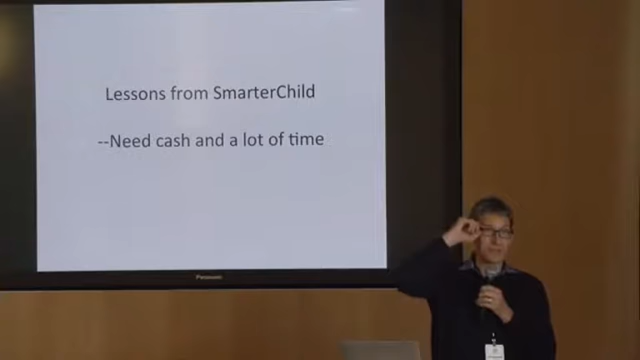 Lessons from SmarterChild
--Need cash and a lot of time
Panasonic